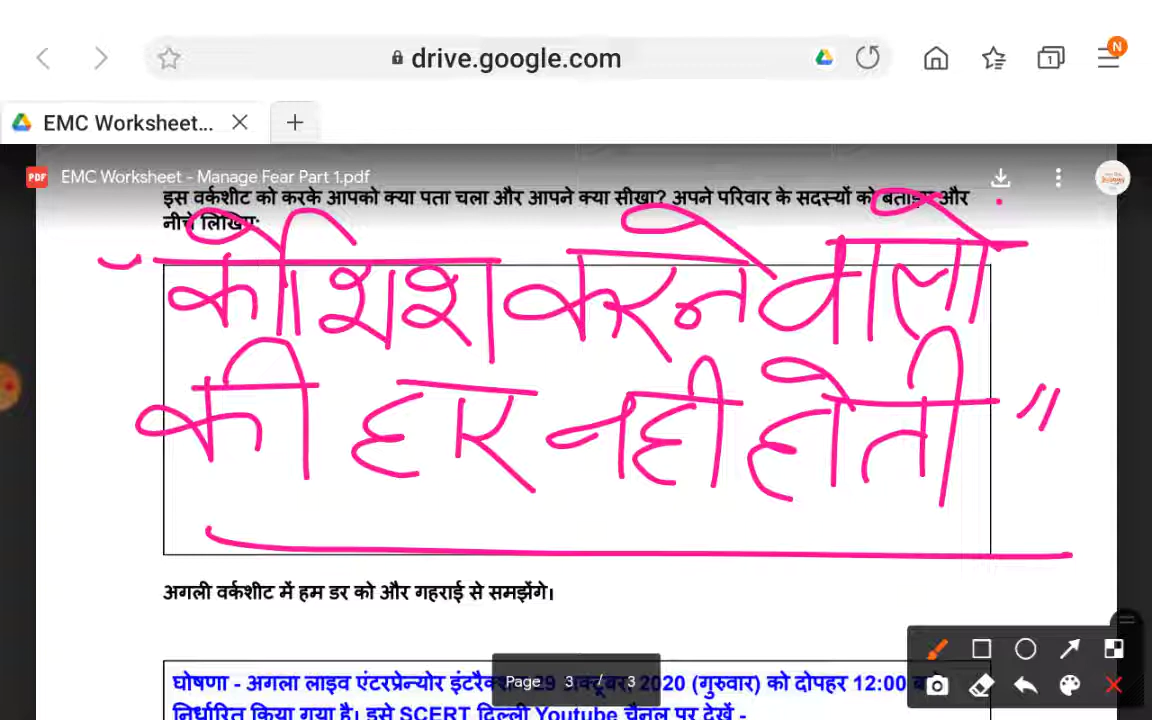 drive.google.com
1
N
EMC Worksheet...
PDF EMC Worksheet - Manage Fear Part 1.pdf
इस वर्कशीट को करके आपको क्या पता चला और आपने क्या सीखा? अपने परिवार के सदस्यों को बताइए और
नीचे लिखिए:
"कोशिश करने वालो
की हार नही होती"
अगली वर्कशीट में हम डर को और गहराई से समझेंगे।
घोषणा - अगला लाइव एंटरप्रेन्योर इंटरैक्शन 29 अक्टूबर, 2020 (गुरुवार) को दोपहर 12:00 बजे
Page 3 / 3
निर्धारित किया गया है। इसे SCERT दिल्ली Youtube चैनल पर देखें -